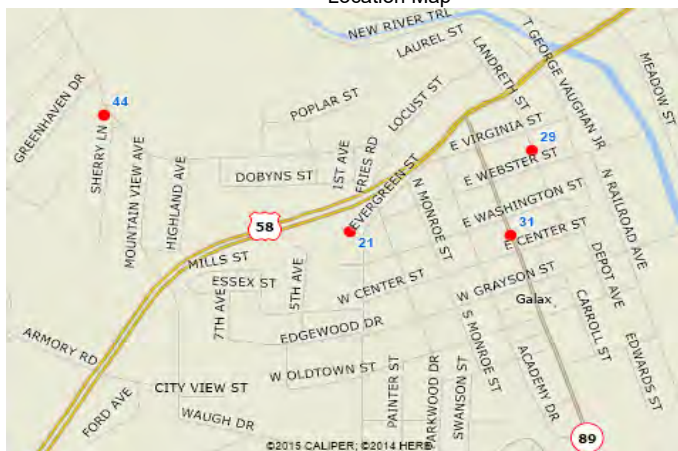 Location Map
NEW RIVER TRL
LAUREL ST
LANDRETH ST
T GEORGE VAUGHAN JR
MEADOW ST
GREENHAVEN DR
44
POPLAR ST
LOCUST ST
SHERRY LN
MOUNTAIN VIEW AVE
HIGHLAND AVE
DOBYNS ST
1ST AVE
FRIES RD
E VIRGINIA ST
29
E WEBSTER ST
EVERGREEN ST
N MONROE ST
E WASHINGTON ST
N RAILROAD AVE
58
21
31
E CENTER ST
MILLS ST
ESSEX ST
7TH AVE
5TH AVE
W CENTER ST
W GRAYSON ST
DEPOT AVE
Galax
CARROLL ST
EDWARDS ST
EDGEWOOD DR
S MONROE ST
ACADEMY DR
ARMORY RD
W OLDTOWN ST
CITY VIEW ST
FORD AVE
WAUGH DR
PAINTER ST
PARKWOOD DR
SWANSON ST
89
©2015 CALIPER; ©2014 HERE